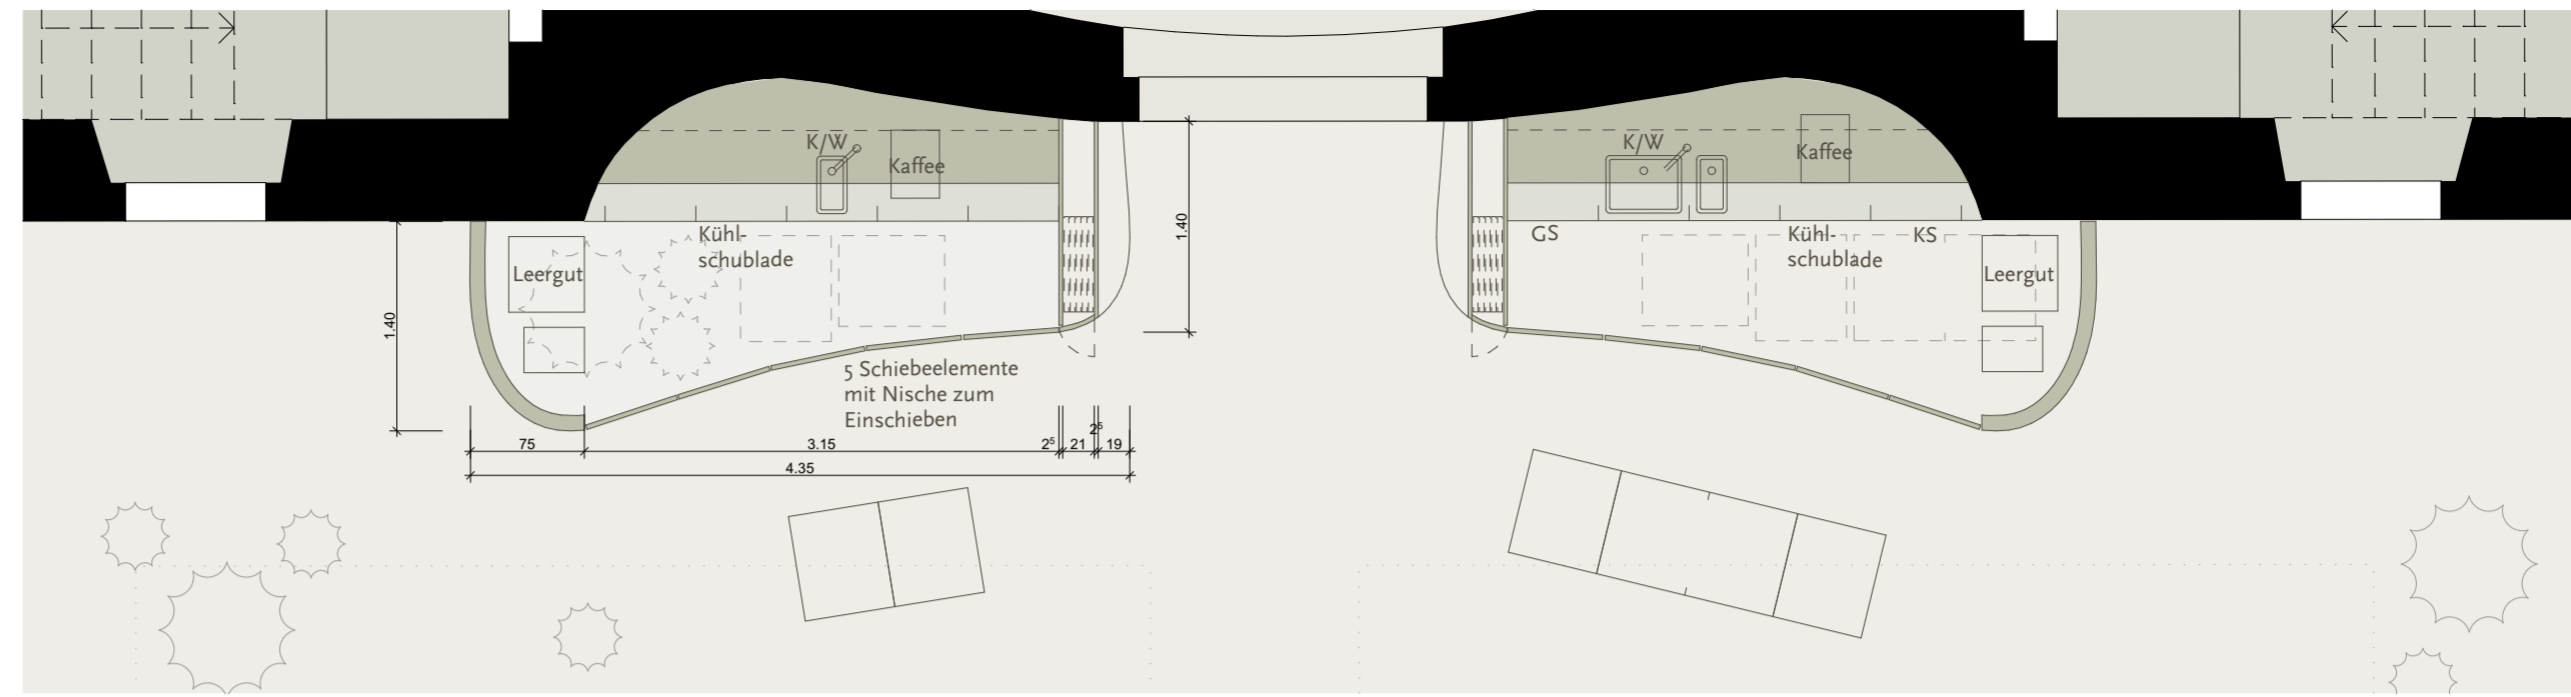 K/W
Kaffee
K/W
Kaffee
Kühl-
schublade
Leergut
1.40
1.40
GS
Kühl-
schublade
KS
Leergut
5 Schiebeelemente
mit Nische zum
Einschieben
75
3.15
2⁵
21
2⁵
19
4.35